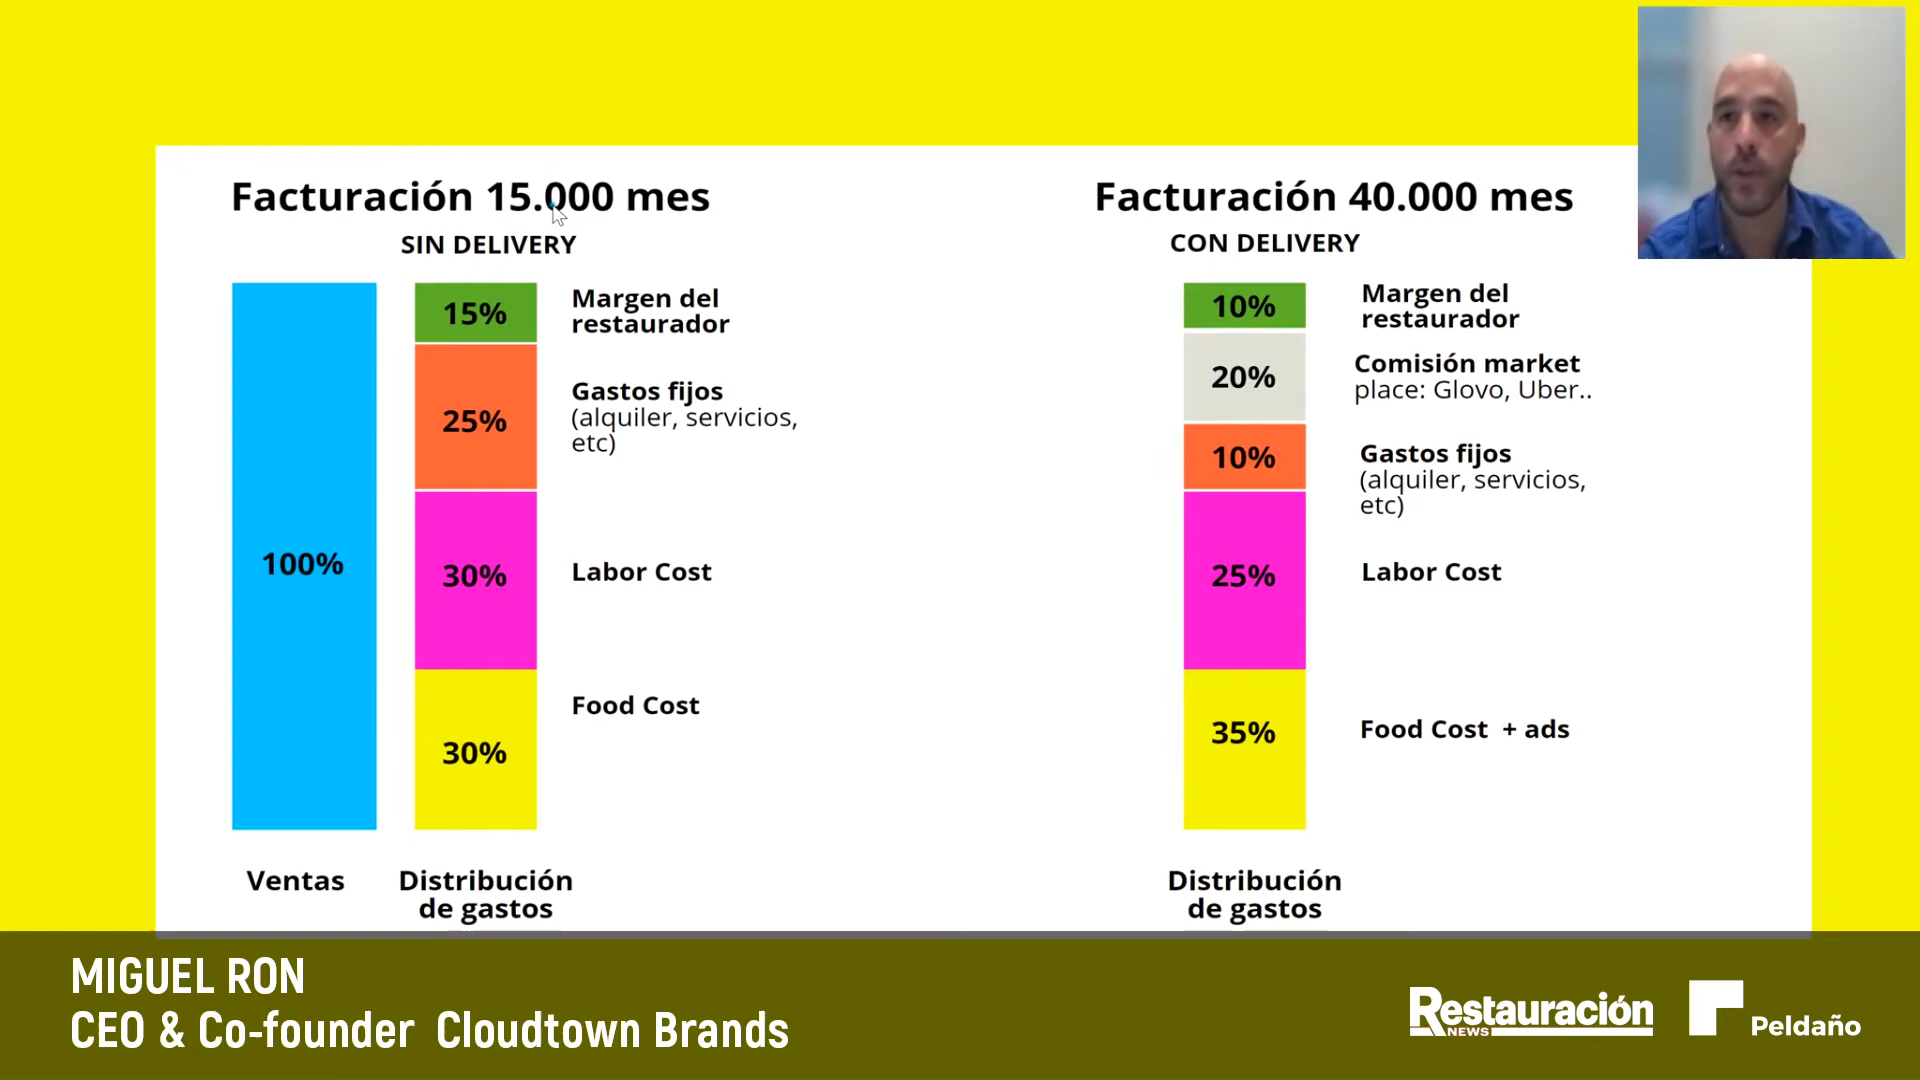 Facturación 15.000 mes
SIN DELIVERY
100%
15%
25%
30%
30%
Margen del
restaurador
Gastos fijos
(alquiler, servicios,
etc)
Labor Cost
Food Cost
Ventas
Distribución
de gastos
Facturación 40.000 mes
CON DELIVERY
10%
20%
10%
25%
35%
Margen del
restaurador
Comisión market
place: Glovo, Uber..
Gastos fijos
(alquiler, servicios,
etc)
Labor Cost
Food Cost + ads
Distribución
de gastos
MIGUEL RON
CEO & Co-founder Cloudtown Brands
Restauración
NEWS
Peldaño